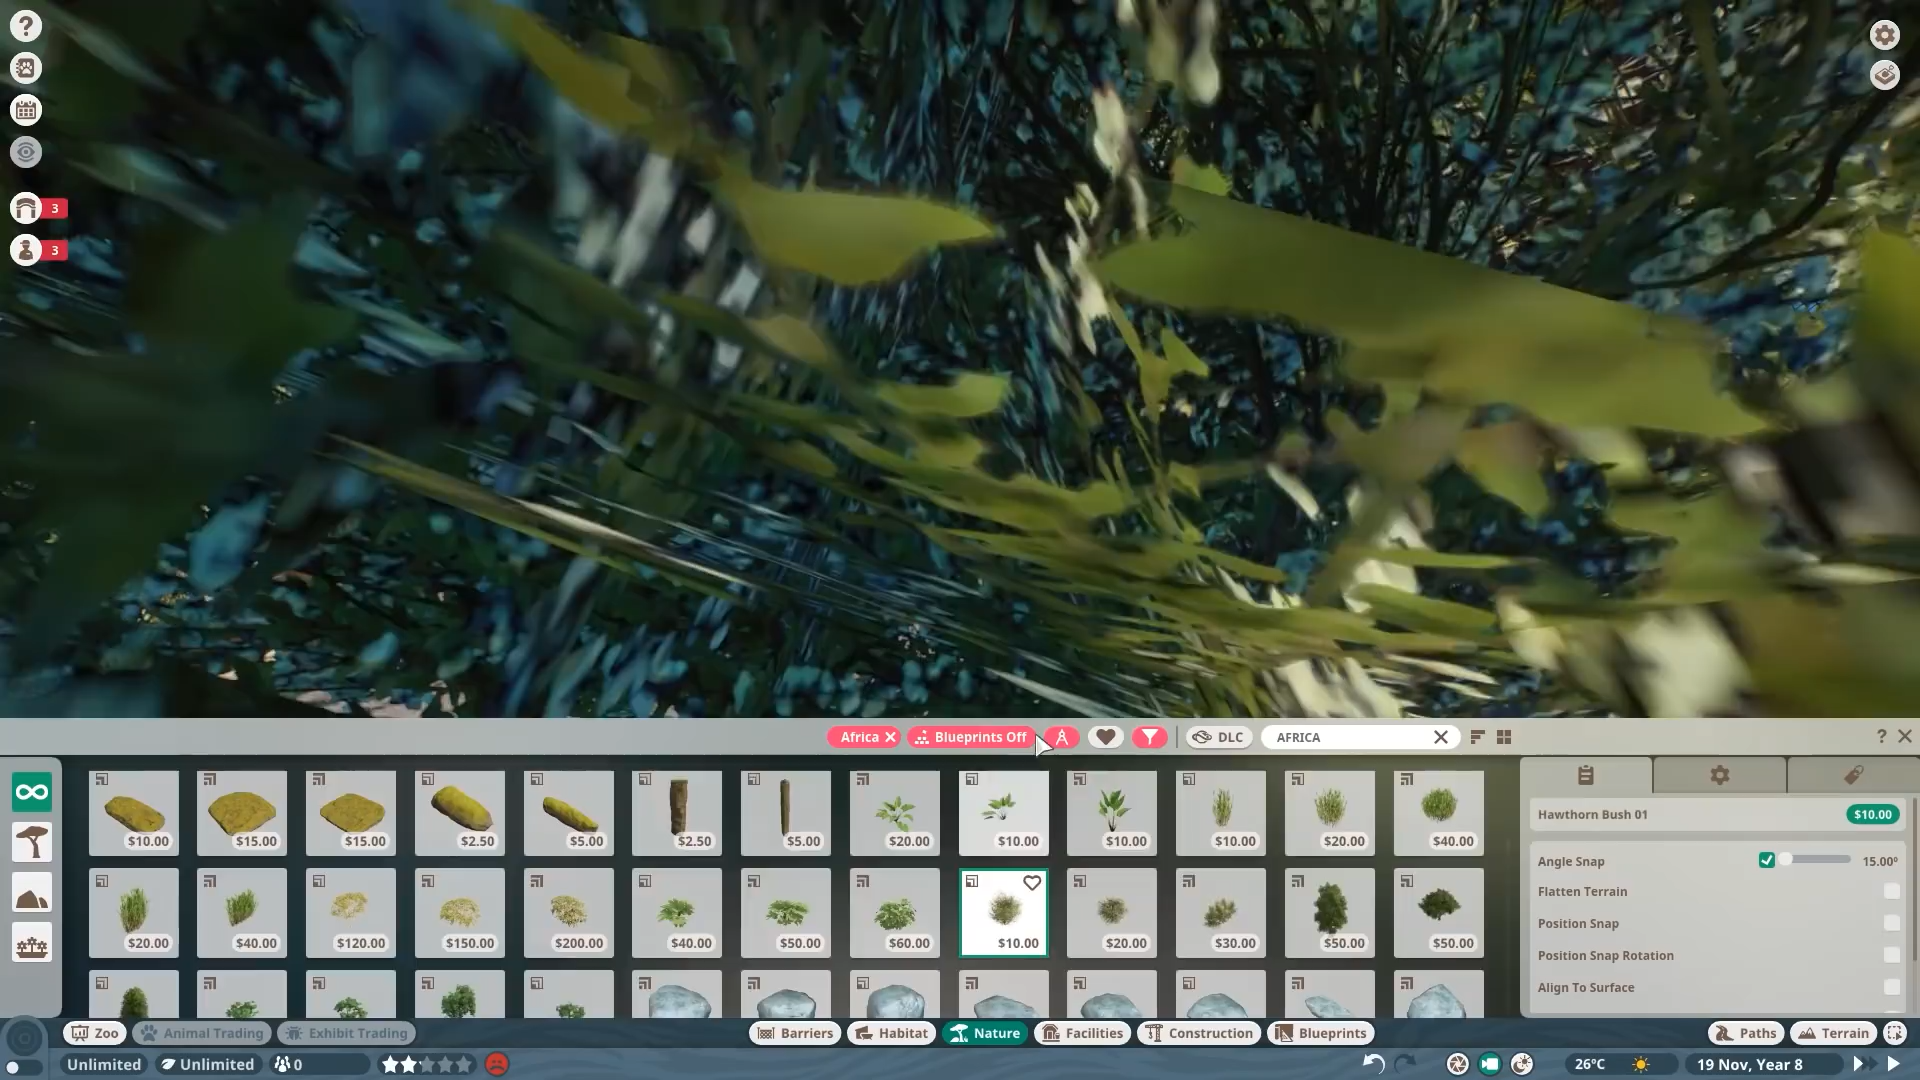 ?
3
3
Africa ✕ Blueprints Off DLC AFRICA ✕ ? ✕
$10.00 $15.00 $15.00 $2.50 $5.00 $2.50 $5.00 $20.00 $10.00 $10.00 $10.00 $20.00 $40.00
$20.00 $40.00 $120.00 $150.00 $200.00 $40.00 $50.00 $60.00 $10.00 $20.00 $30.00 $50.00 $50.00
Hawthorn Bush 01 $10.00
Angle Snap 15.00°
Flatten Terrain
Position Snap
Position Snap Rotation
Align To Surface
Zoo Animal Trading Exhibit Trading Barriers Habitat Nature Facilities Construction Blueprints Paths Terrain
Unlimited Unlimited 0 26°C 19 Nov, Year 8